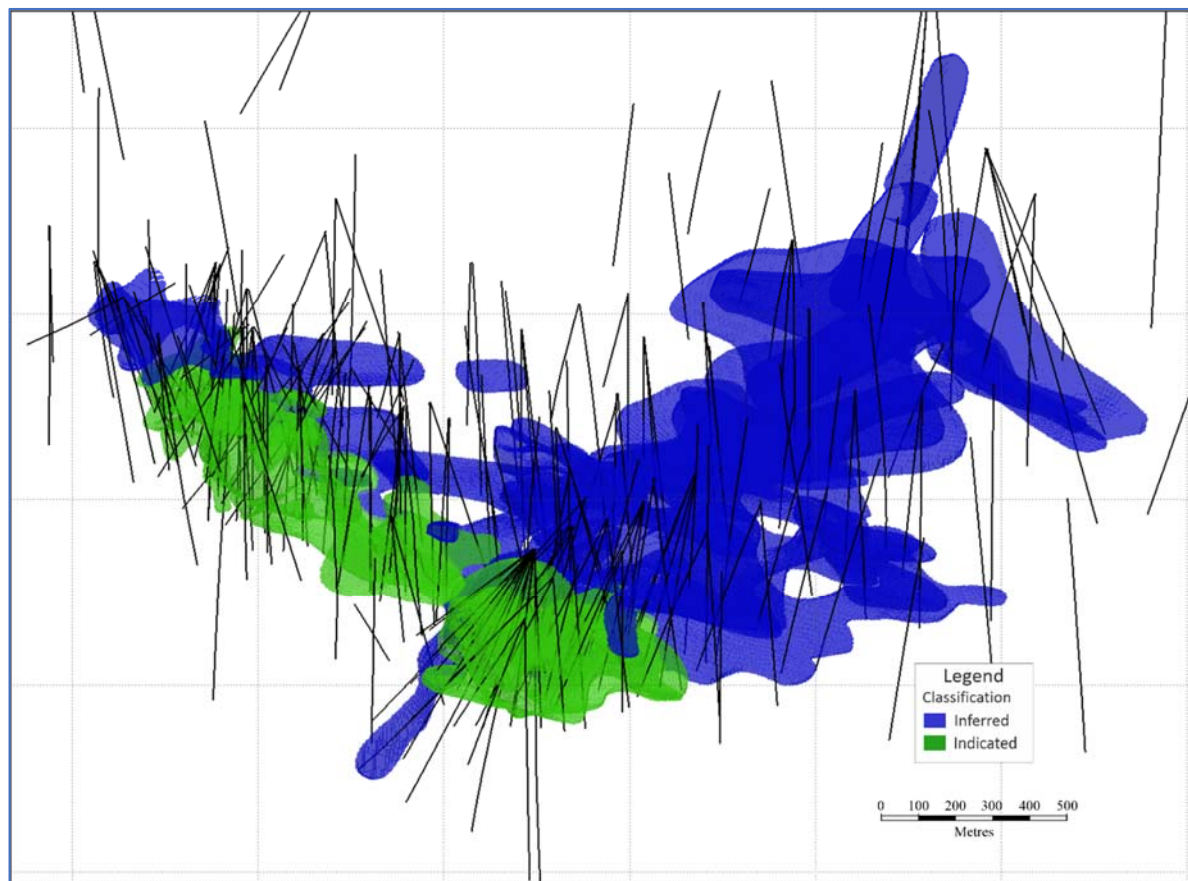 Legend
Classification
Inferred
Indicated
0 100 200 300 400 500
Metres